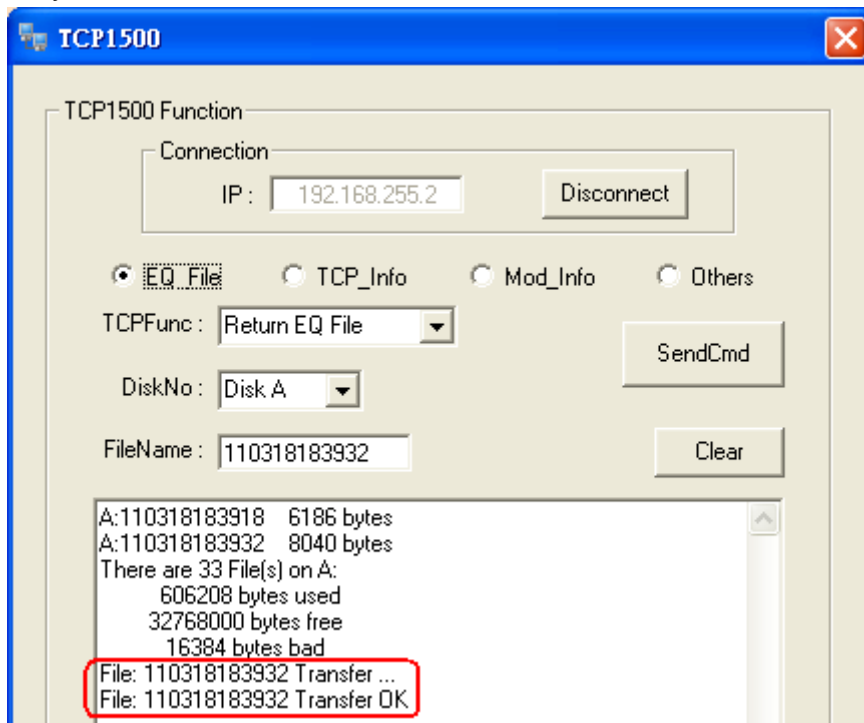 TCP1500
TCP1500 Function
Connection
IP : 192.168.255.2 Disconnect
EQ_File TCP_Info Mod_Info Others
TCPFunc : Return EQ File
SendCmd
DiskNo : Disk A
FileName : 110318183932 Clear
A:110318183918 6186 bytes
A:110318183932 8040 bytes
There are 33 File(s) on A:
606208 bytes used
32768000 bytes free
16384 bytes bad
File: 110318183932 Transfer ...
File: 110318183932 Transfer OK